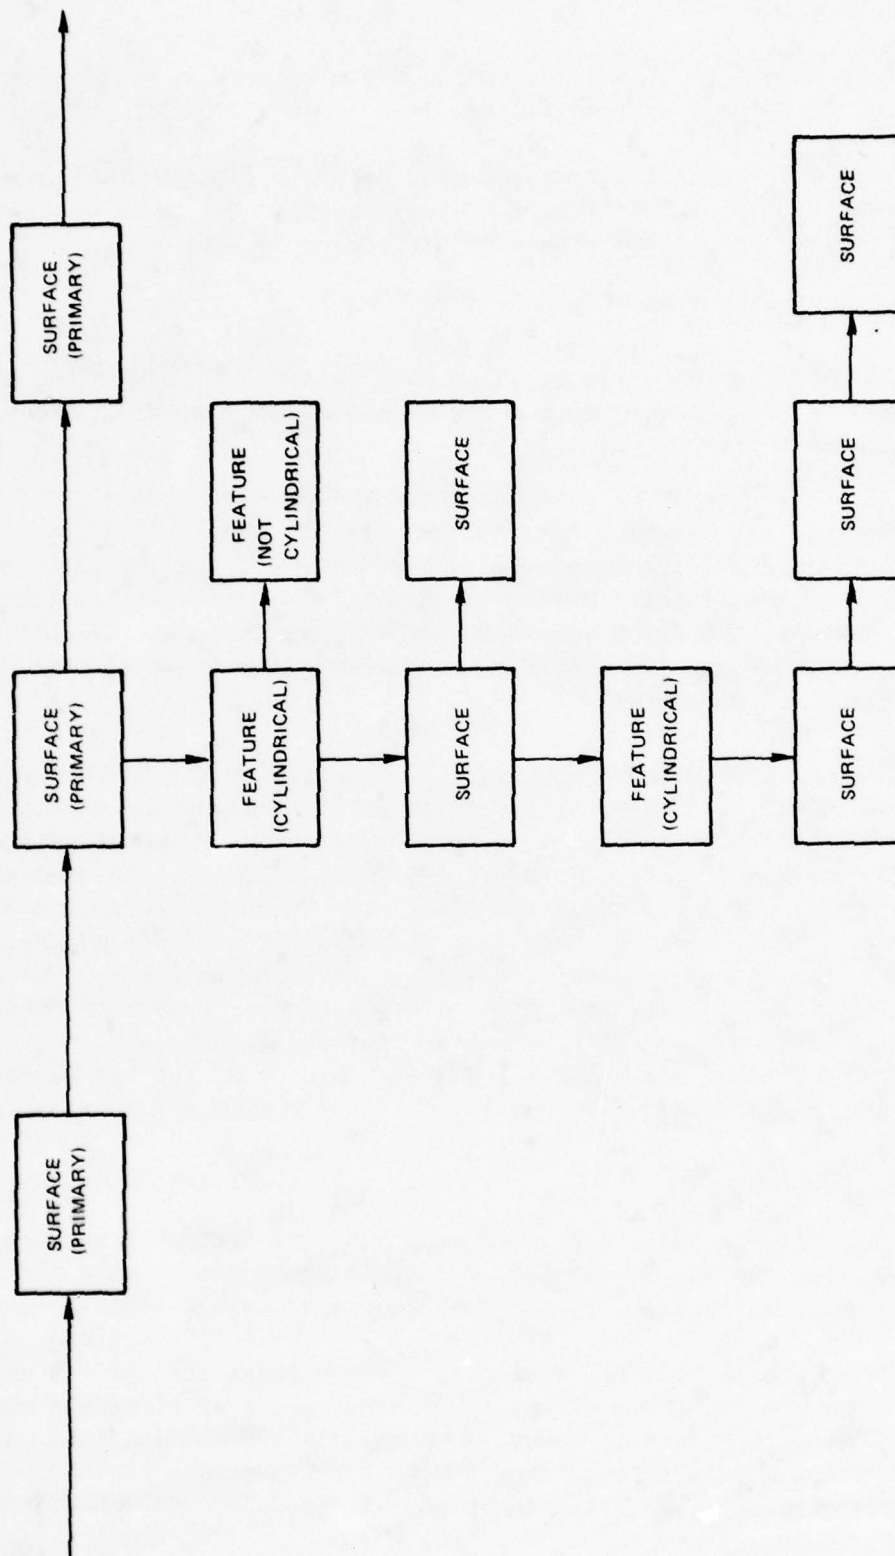 SURFACE
(PRIMARY)
SURFACE
(PRIMARY)
SURFACE
(PRIMARY)
FEATURE
(CYLINDRICAL)
FEATURE
(NOT
CYLINDRICAL)
SURFACE
SURFACE
FEATURE
(CYLINDRICAL)
SURFACE
SURFACE
SURFACE